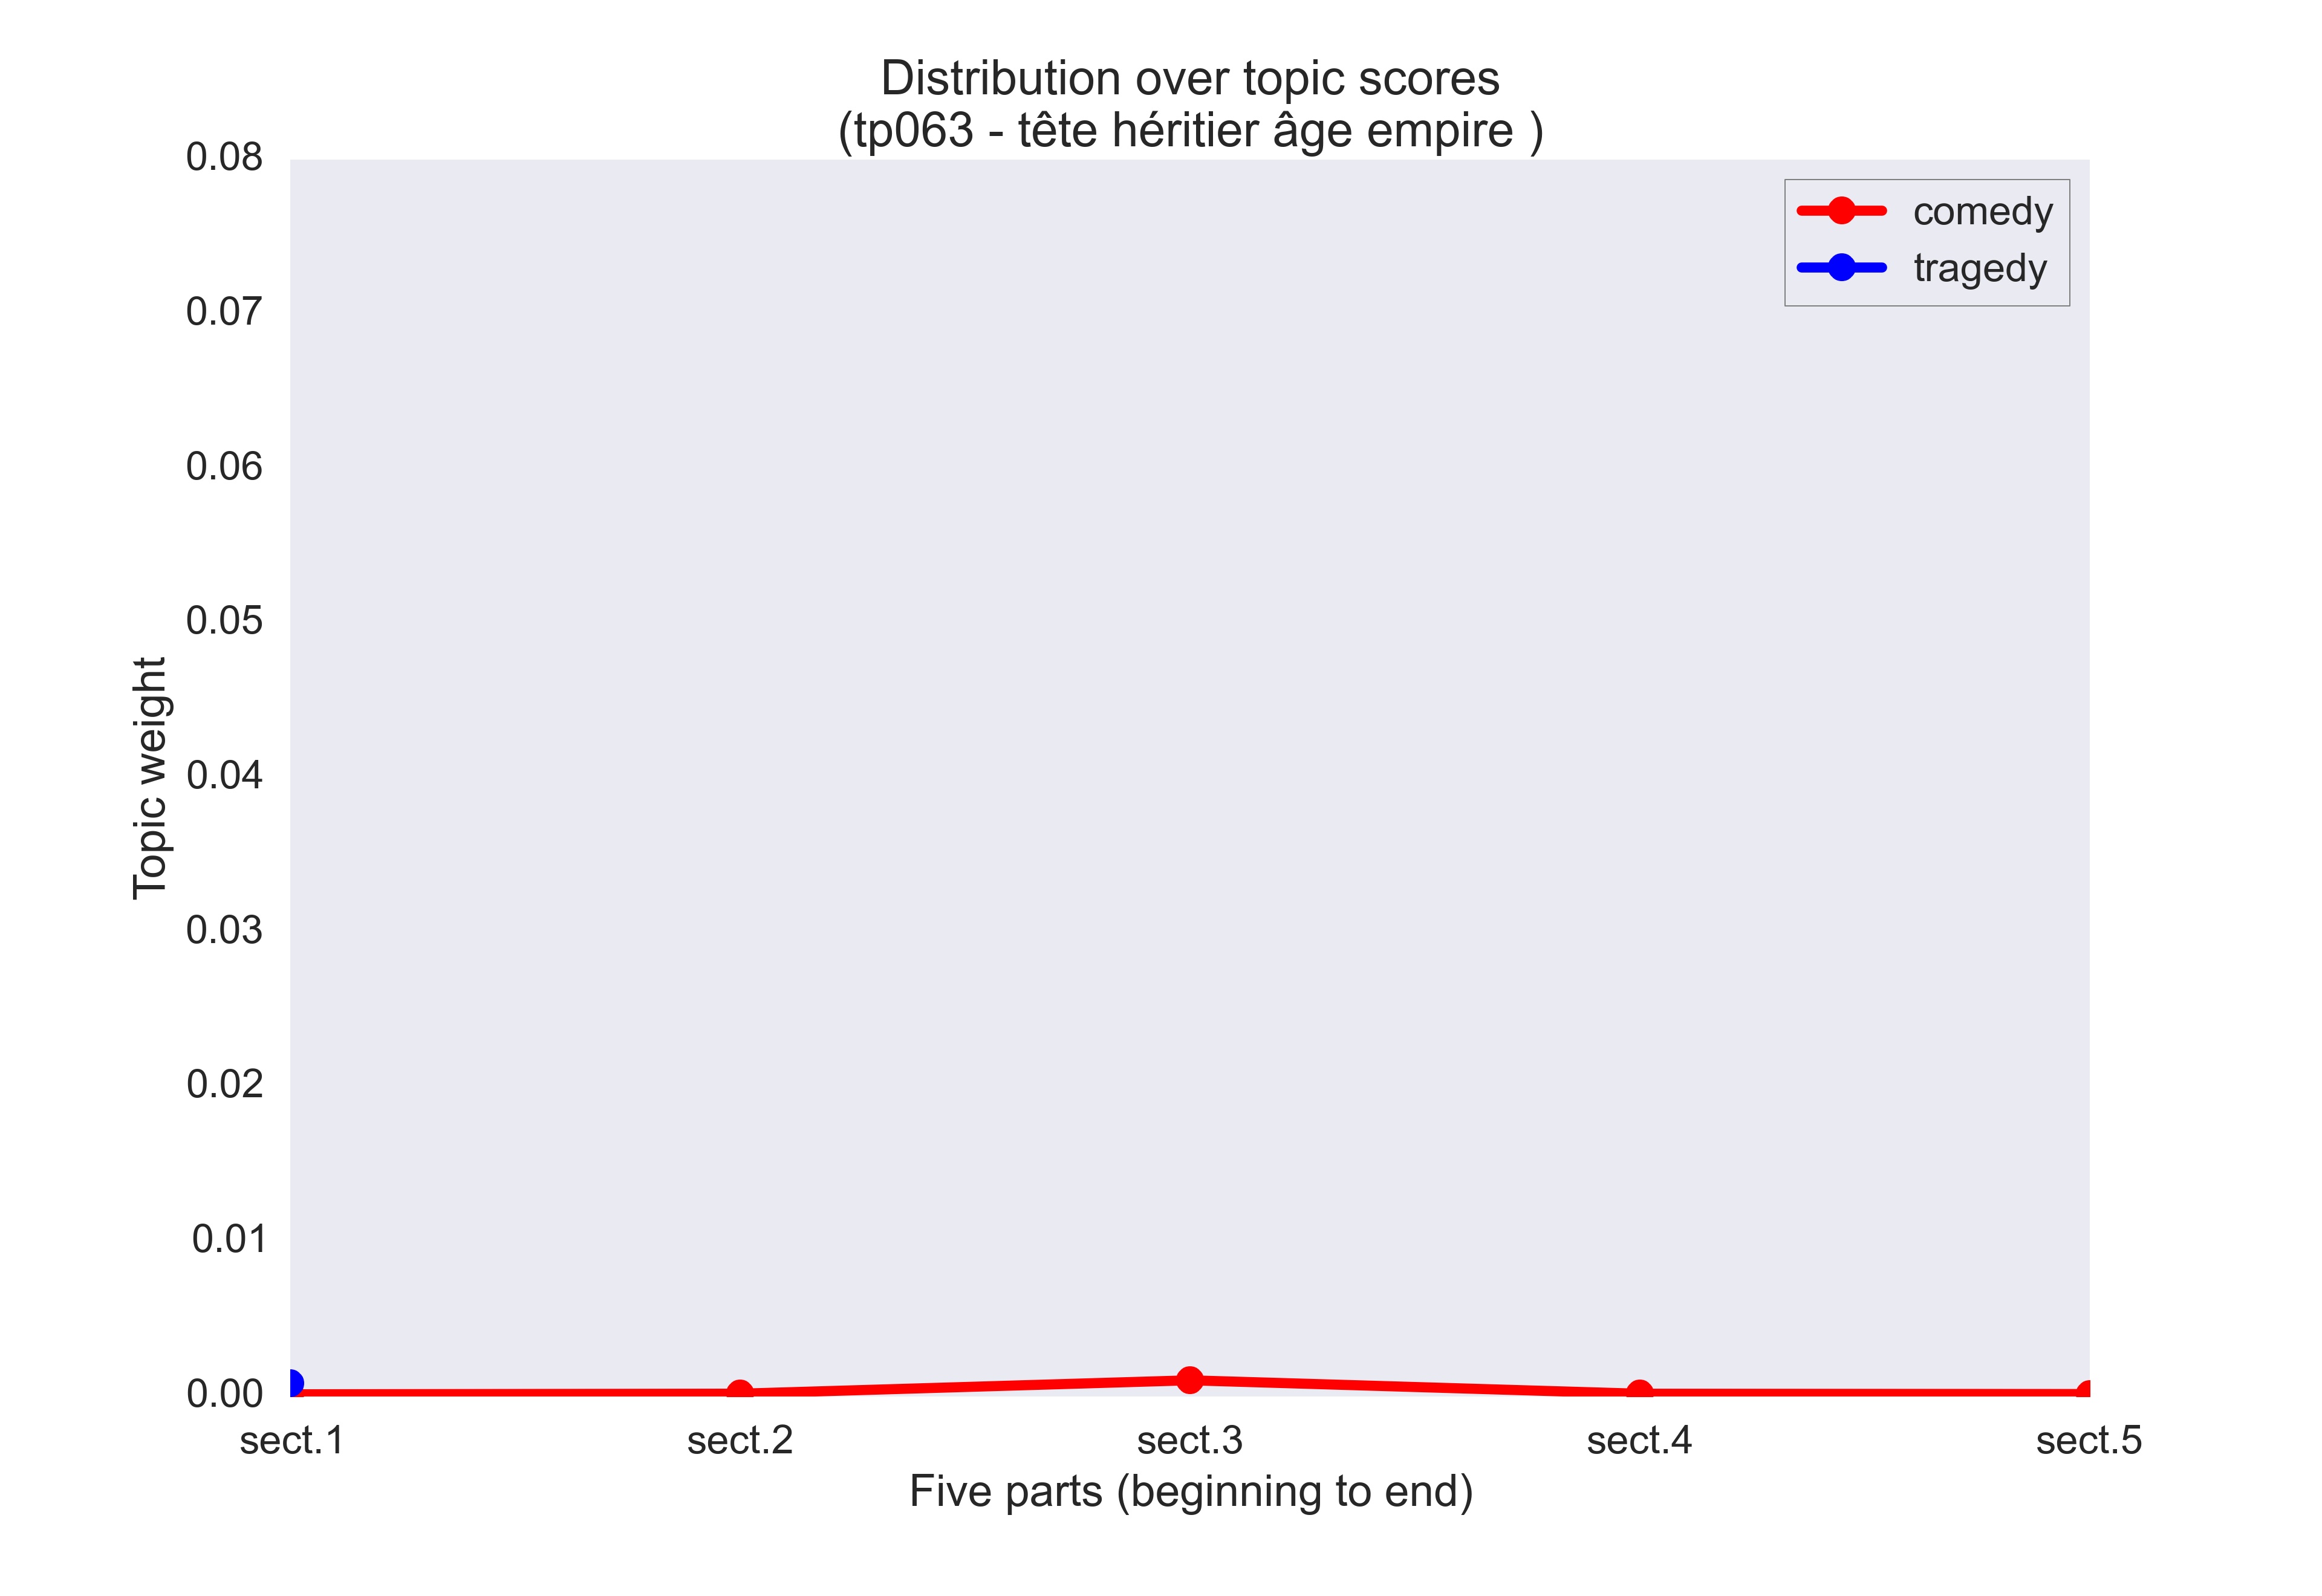 Distribution over topic scores
(tp063 - tête héritier âge empire )
0.08
0.07
0.06
0.05
0.04
0.03
0.02
0.01
0.00
Topic weight
comedy
tragedy
sect.1
sect.2
sect.3
sect.4
sect.5
Five parts (beginning to end)